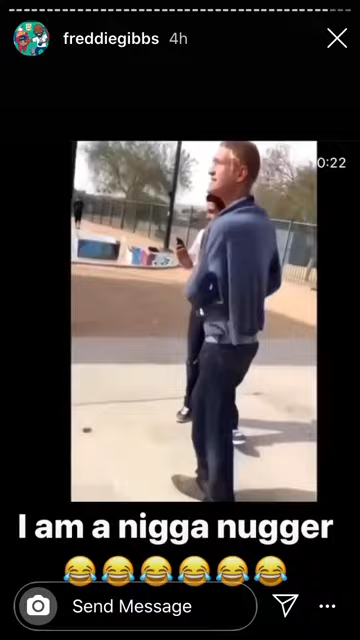 freddiegibbs 4h
0:22
I am a nigga nugger
😂😂😂😂😂😂
Send Message